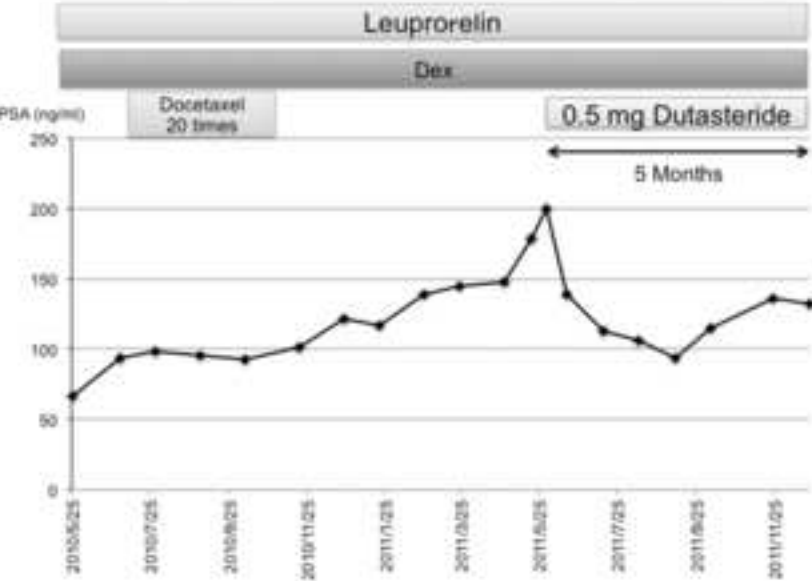 Leuprorelin
Dex
Docetaxel
20 times
0.5 mg Dutasteride
PSA (ng/ml)
5 Months
250
200
150
100
50
0
2010/5/25
2010/7/25
2010/9/25
2010/11/25
2011/1/25
2011/3/25
2011/5/25
2011/7/25
2011/9/25
2011/11/25